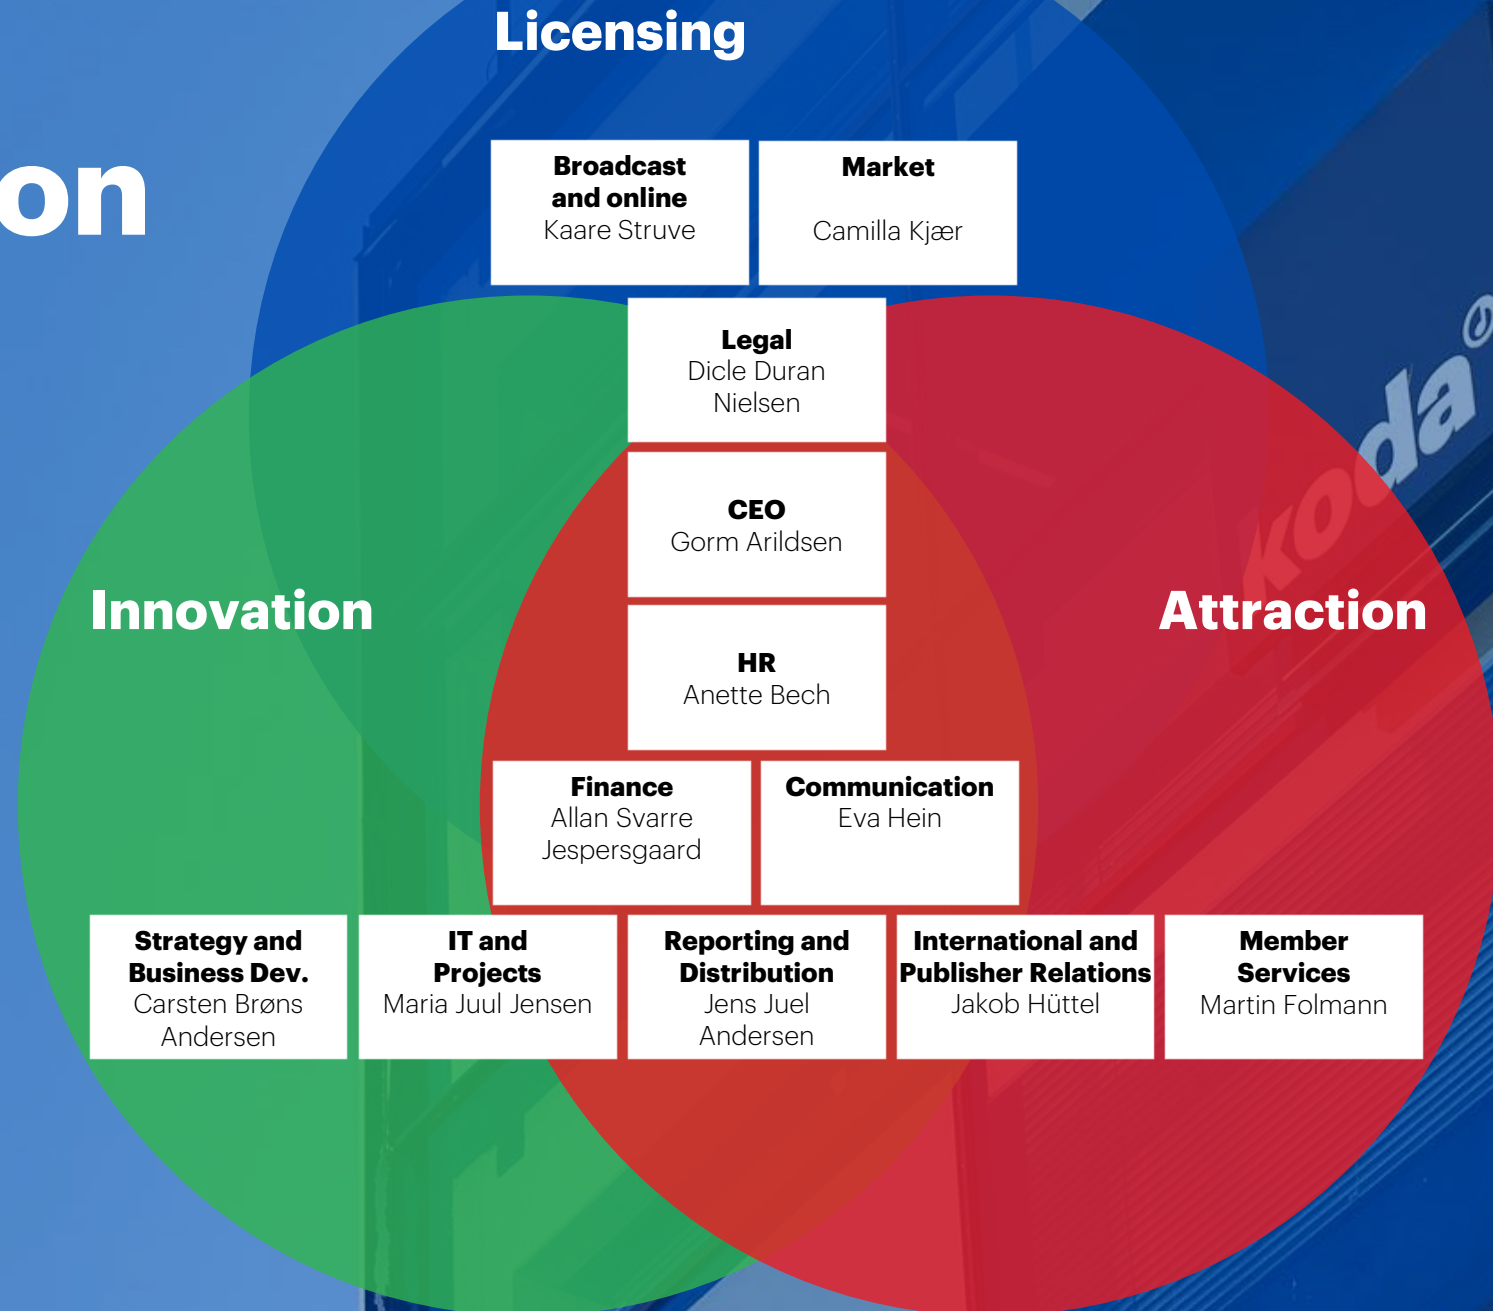 Licensing
on
Broadcast
and online
Kaare Struve
Market
Camilla Kjær
Legal
Dicle Duran
Nielsen
koda
CEO
Gorm Arildsen
Innovation
Attraction
HR
Anette Bech
Finance
Allan Svarre
Jespersgaard
Communication
Eva Hein
Strategy and
Business Dev.
Carsten Brøns
Andersen
IT and
Projects
Maria Juul Jensen
Reporting and
Distribution
Jens Juel
Andersen
International and
Publisher Relations
Jakob Hüttel
Member
Services
Martin Folmann